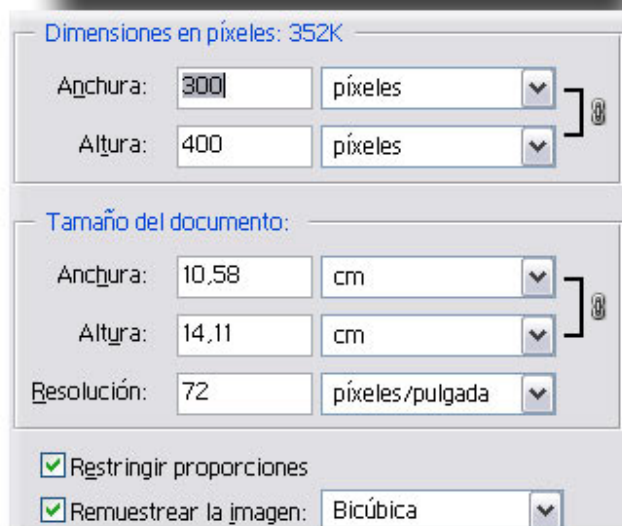 Dimensiones en píxeles: 352K
Anchura: 300 píxeles
Altura: 400 píxeles
Tamaño del documento:
Anchura: 10,58 cm
Altura: 14,11 cm
Resolución: 72 píxeles/pulgada
Restringir proporciones
Remuestrear la imagen: Bicúbica